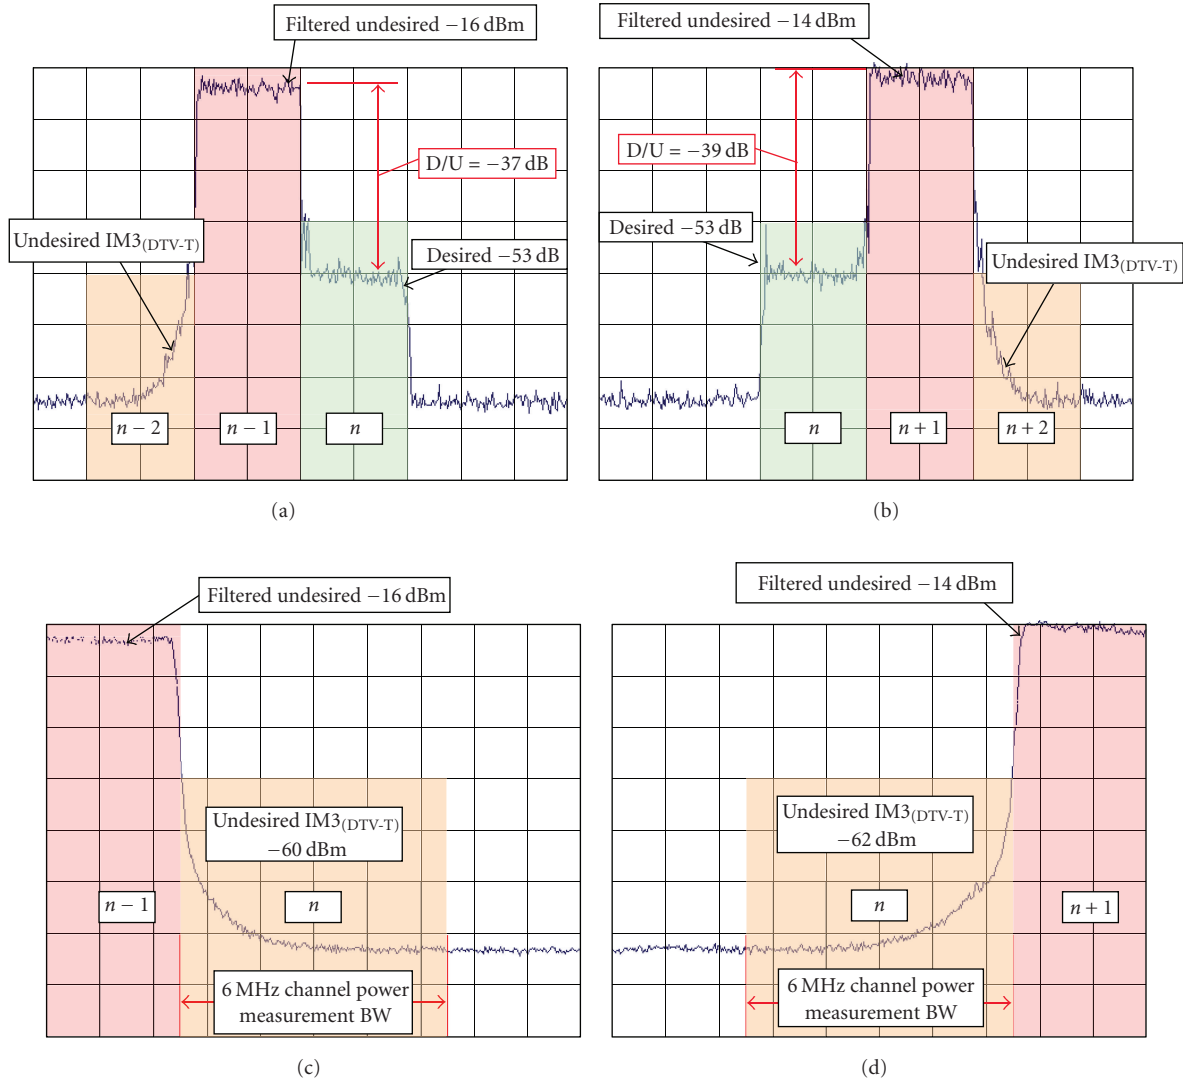 Filtered undesired −16 dBm
D/U = −37 dB
Undesired IM3(DTV-T)
Desired −53 dB
n − 2
n − 1
n
(a)
Filtered undesired −14 dBm
D/U = −39 dB
Desired −53 dB
Undesired IM3(DTV-T)
n
n + 1
n + 2
(b)
Filtered undesired −16 dBm
Undesired IM3(DTV-T)
−60 dBm
n − 1
n
6 MHz channel power
measurement BW
(c)
Filtered undesired −14 dBm
Undesired IM3(DTV-T)
−62 dBm
n
n + 1
6 MHz channel power
measurement BW
(d)